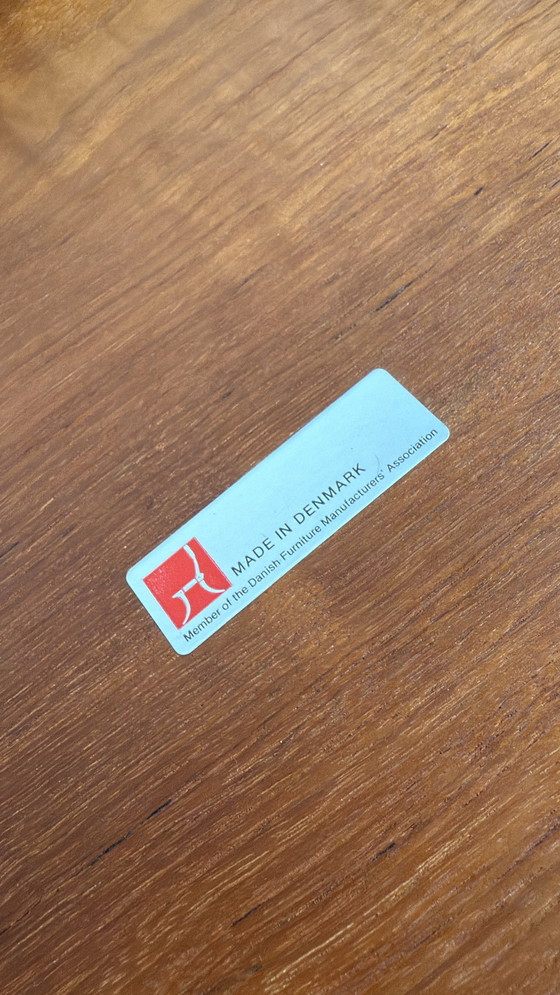 MADE IN DENMARK
Member of the Danish Furniture Manufacturers' Association